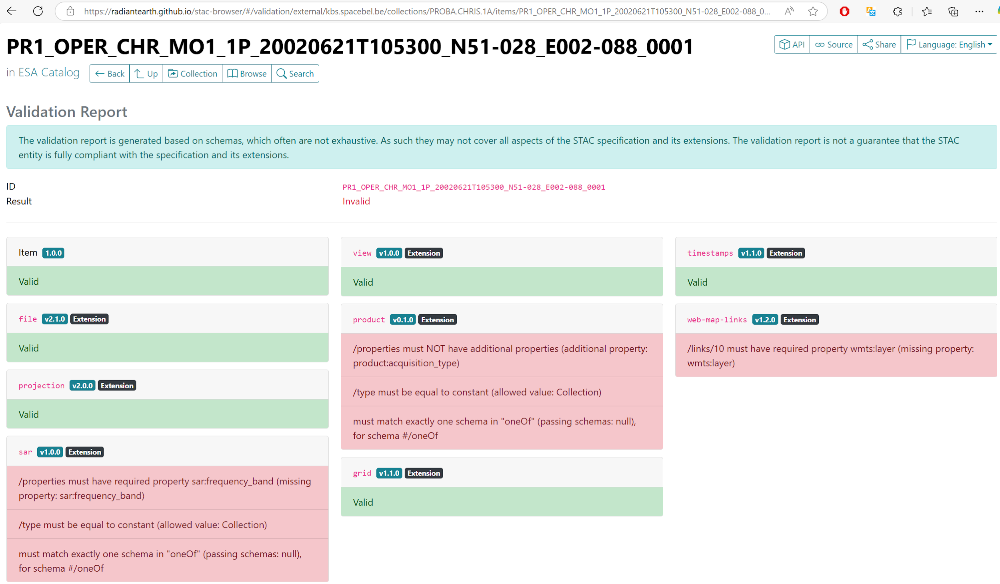 https://radiantearth.github.io/stac-browser/#/validation/external/kbs.spacebel.be/collections/PROBA.CHRIS.1A/items/PR1_OPER_CHR_MO1_1P_20020621T105300_N51-028_E002-088_0...
PR1_OPER_CHR_MO1_1P_20020621T105300_N51-028_E002-088_0001
API
Source
Share
Language: English
in ESA Catalog
Back
Up
Collection
Browse
Search
Validation Report
The validation report is generated based on schemas, which often are not exhaustive. As such they may not cover all aspects of the STAC specification and its extensions. The validation report is not a guarantee that the STAC
entity is fully compliant with the specification and its extensions.
ID
PR1_OPER_CHR_MO1_1P_20020621T105300_N51-028_E002-088_0001
Result
Invalid
Item 1.0.0
Valid
file v2.1.0 Extension
Valid
projection v2.0.0 Extension
Valid
sar v1.0.0 Extension
/properties must have required property sar:frequency_band (missing
property: sar:frequency_band)
/type must be equal to constant (allowed value: Collection)
must match exactly one schema in "oneOf" (passing schemas: null),
for schema #/oneOf
view v1.0.0 Extension
Valid
product v0.1.0 Extension
/properties must NOT have additional properties (additional property:
product:acquisition_type)
/type must be equal to constant (allowed value: Collection)
must match exactly one schema in "oneOf" (passing schemas: null),
for schema #/oneOf
grid v1.1.0 Extension
Valid
timestamps v1.1.0 Extension
Valid
web-map-links v1.2.0 Extension
/links/10 must have required property wmts:layer (missing property:
wmts:layer)